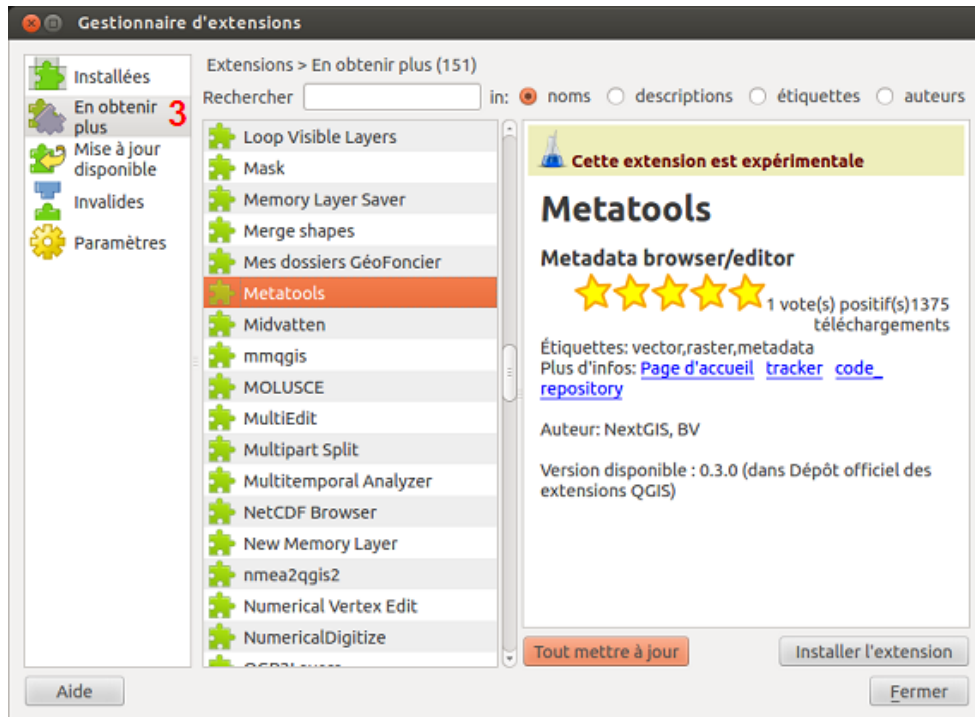 Gestionnaire d'extensions
Installées
En obtenir
plus
3
Mise à jour
disponible
Invalides
Paramètres
Extensions > En obtenir plus (151)
Rechercher
in:
noms
descriptions
étiquettes
auteurs
Loop Visible Layers
Mask
Memory Layer Saver
Merge shapes
Mes dossiers GéoFoncier
Metatools
Midvatten
mmqgis
MOLUSCE
MultiEdit
Multipart Split
Multitemporal Analyzer
NetCDF Browser
New Memory Layer
nmea2qgis2
Numerical Vertex Edit
NumericalDigitize
Cette extension est expérimentale
Metatools
Metadata browser/editor
1 vote(s) positif(s)1375
téléchargements
Étiquettes: vector,raster,metadata
Plus d'infos: Page d'accueil tracker code_
repository
Auteur: NextGIS, BV
Version disponible : 0.3.0 (dans Dépôt officiel des
extensions QGIS)
Tout mettre à jour
Installer l'extension
Aide
Fermer